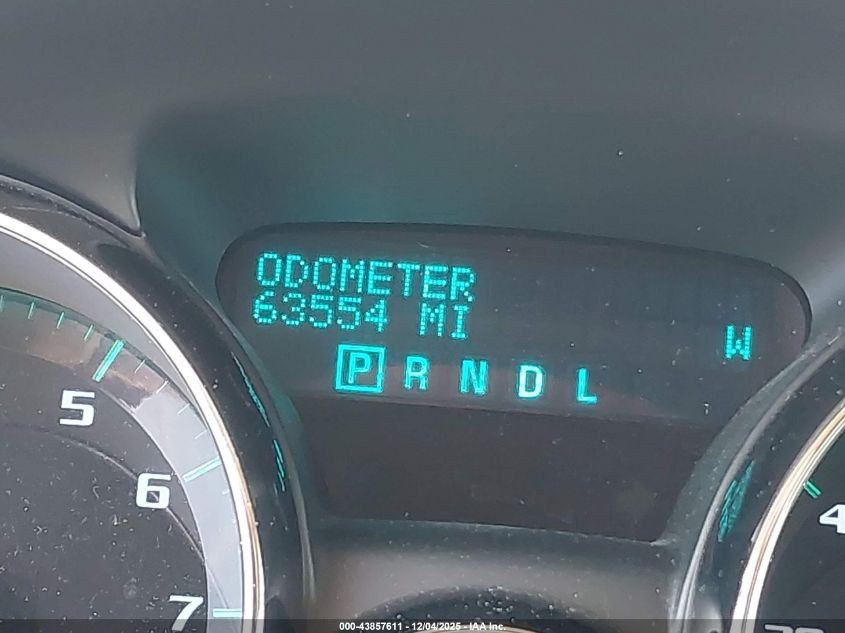 ODOMETER
63554 MI
W
P R N D L
5
6
7
4
000-43857611 - 12/04/2025 - IAA Inc.